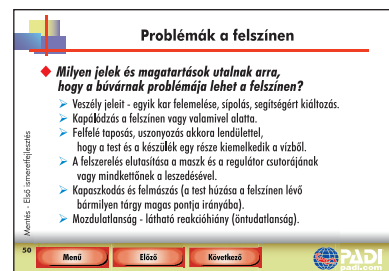 Problémák a felszínen
Milyen jelek és magatartások utalnak arra,
hogy a búvárnak problémája lehet a felszínen?
Veszély jeleit - egyik kar felemelése, sípolás, segítségért kiáltozás.
Kapálódzás a felszínen vagy valamivel alatta.
Felfelé taposás, uszonyozás akkora lendülettel,
hogy a test és a készülék egy része kiemelkedik a vízből.
A felszerelés elutasítása a maszk és a regulátor csutorájának
vagy mindkettőnek a leszedésével.
Kapaszkodás és felmászás (a test húzása a felszínen lévő
bármilyen tárgy magas pontja irányába).
Mozdulatlanság - látható reakcióhiány (öntudatlanság).
Mentés - Első ismeretfejlesztés
50
Menü
Előző
Következő
PADI
padi.com